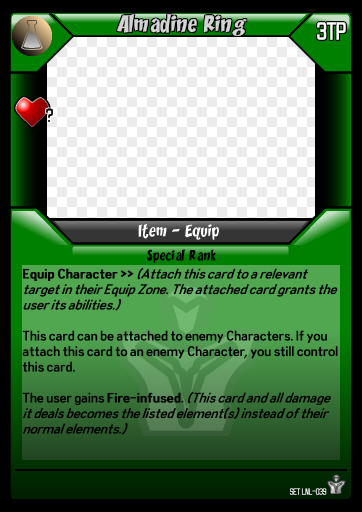 Almadine Ring
3TP
?
Item - Equip
Special Rank
Equip Character >> (Attach this card to a relevant
target in their Equip Zone. The attached card grants the
user its abilities.)
This card can be attached to enemy Characters. If you
attach this card to an enemy Character, you still control
this card.
The user gains Fire-infused. (This card and all damage
it deals becomes the listed element(s) instead of their
normal elements.)
SET LNL-039